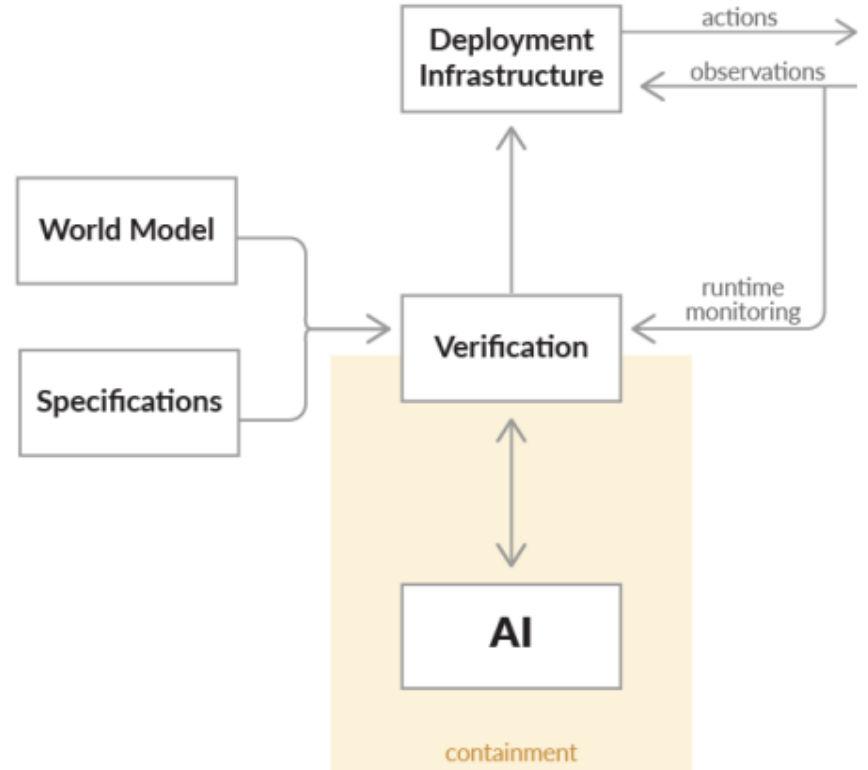 actions
Deployment
Infrastructure
observations
World Model
runtime
monitoring
Verification
Specifications
AI
containment